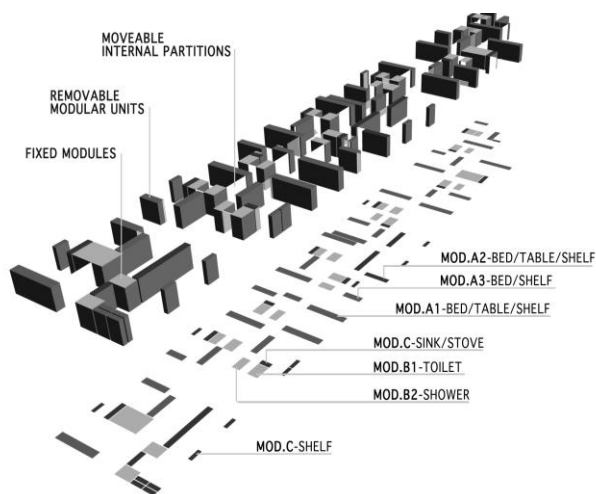 MOVEABLE
INTERNAL PARTITIONS
REMOVABLE
MODULAR UNITS
FIXED MODULES
MOD.A2-BED/TABLE/SHELF
MOD.A3-BED/SHELF
MOD.A1-BED/TABLE/SHELF
MOD.C-SINK/STOVE
MOD.B1-TOILET
MOD.B2-SHOWER
MOD.C-SHELF